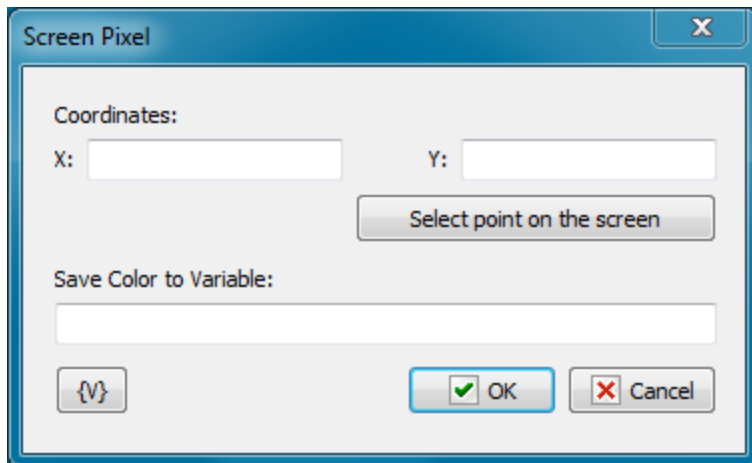 Screen Pixel
Coordinates:
X: Y:
Select point on the screen
Save Color to Variable:
{V} OK Cancel